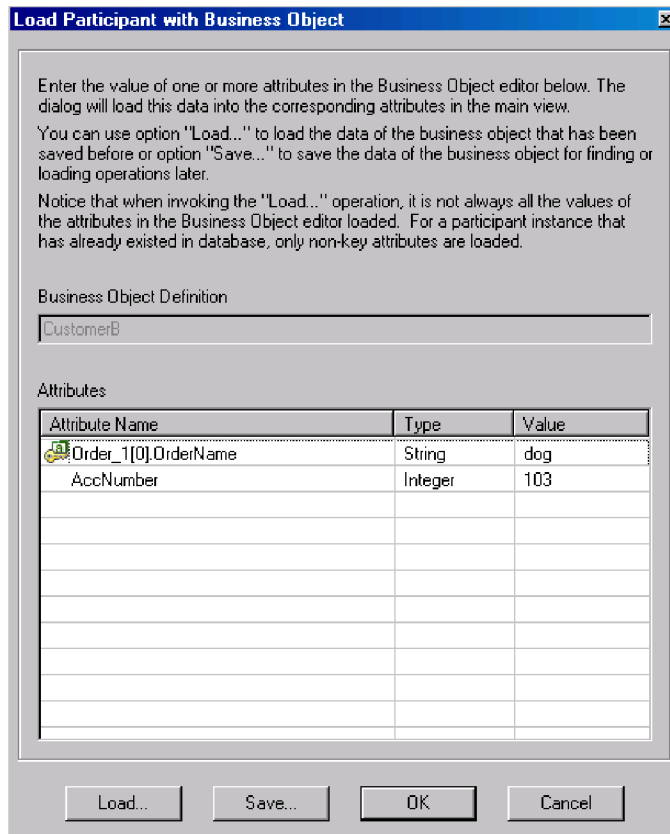 Load Participant with Business Object
Enter the value of one or more attributes in the Business Object editor below. The
dialog will load this data into the corresponding attributes in the main view.
You can use option "Load..." to load the data of the business object that has been
saved before or option "Save..." to save the data of the business object for finding or
loading operations later.
Notice that when invoking the "Load..." operation, it is not always all the values of
the attributes in the Business Object editor loaded. For a participant instance that
has already existed in database, only non-key attributes are loaded.
Business Object Definition
CustomerB
Attributes
Attribute Name Type Value
Order_1[0].OrderName String dog
AccNumber Integer 103
Load... Save... OK Cancel